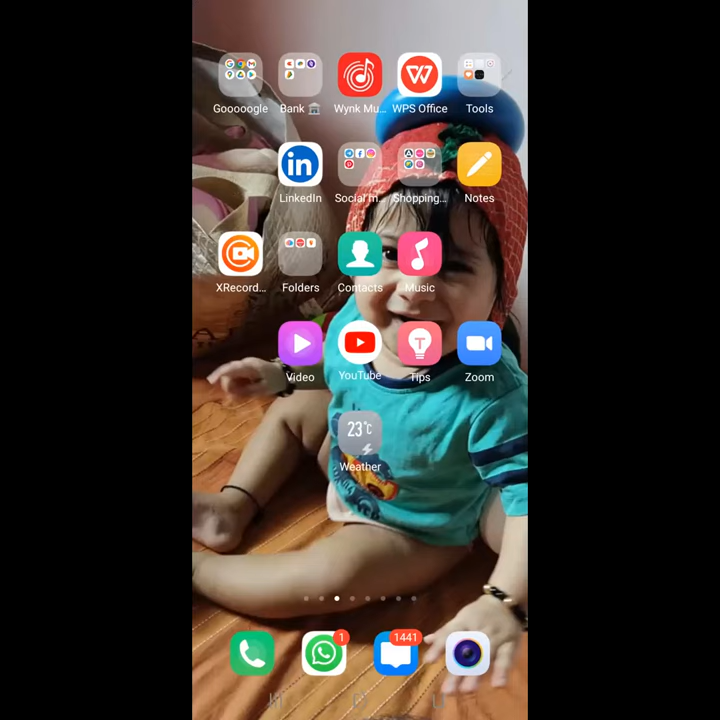 Gooooogle
Bank 🏛
Wynk Mu...
WPS Office
Tools
LinkedIn
Social m...
Shopping...
Notes
XRecord...
Folders
Contacts
Music
Video
YouTube
Tips
Zoom
23°C
Weather
1
1441